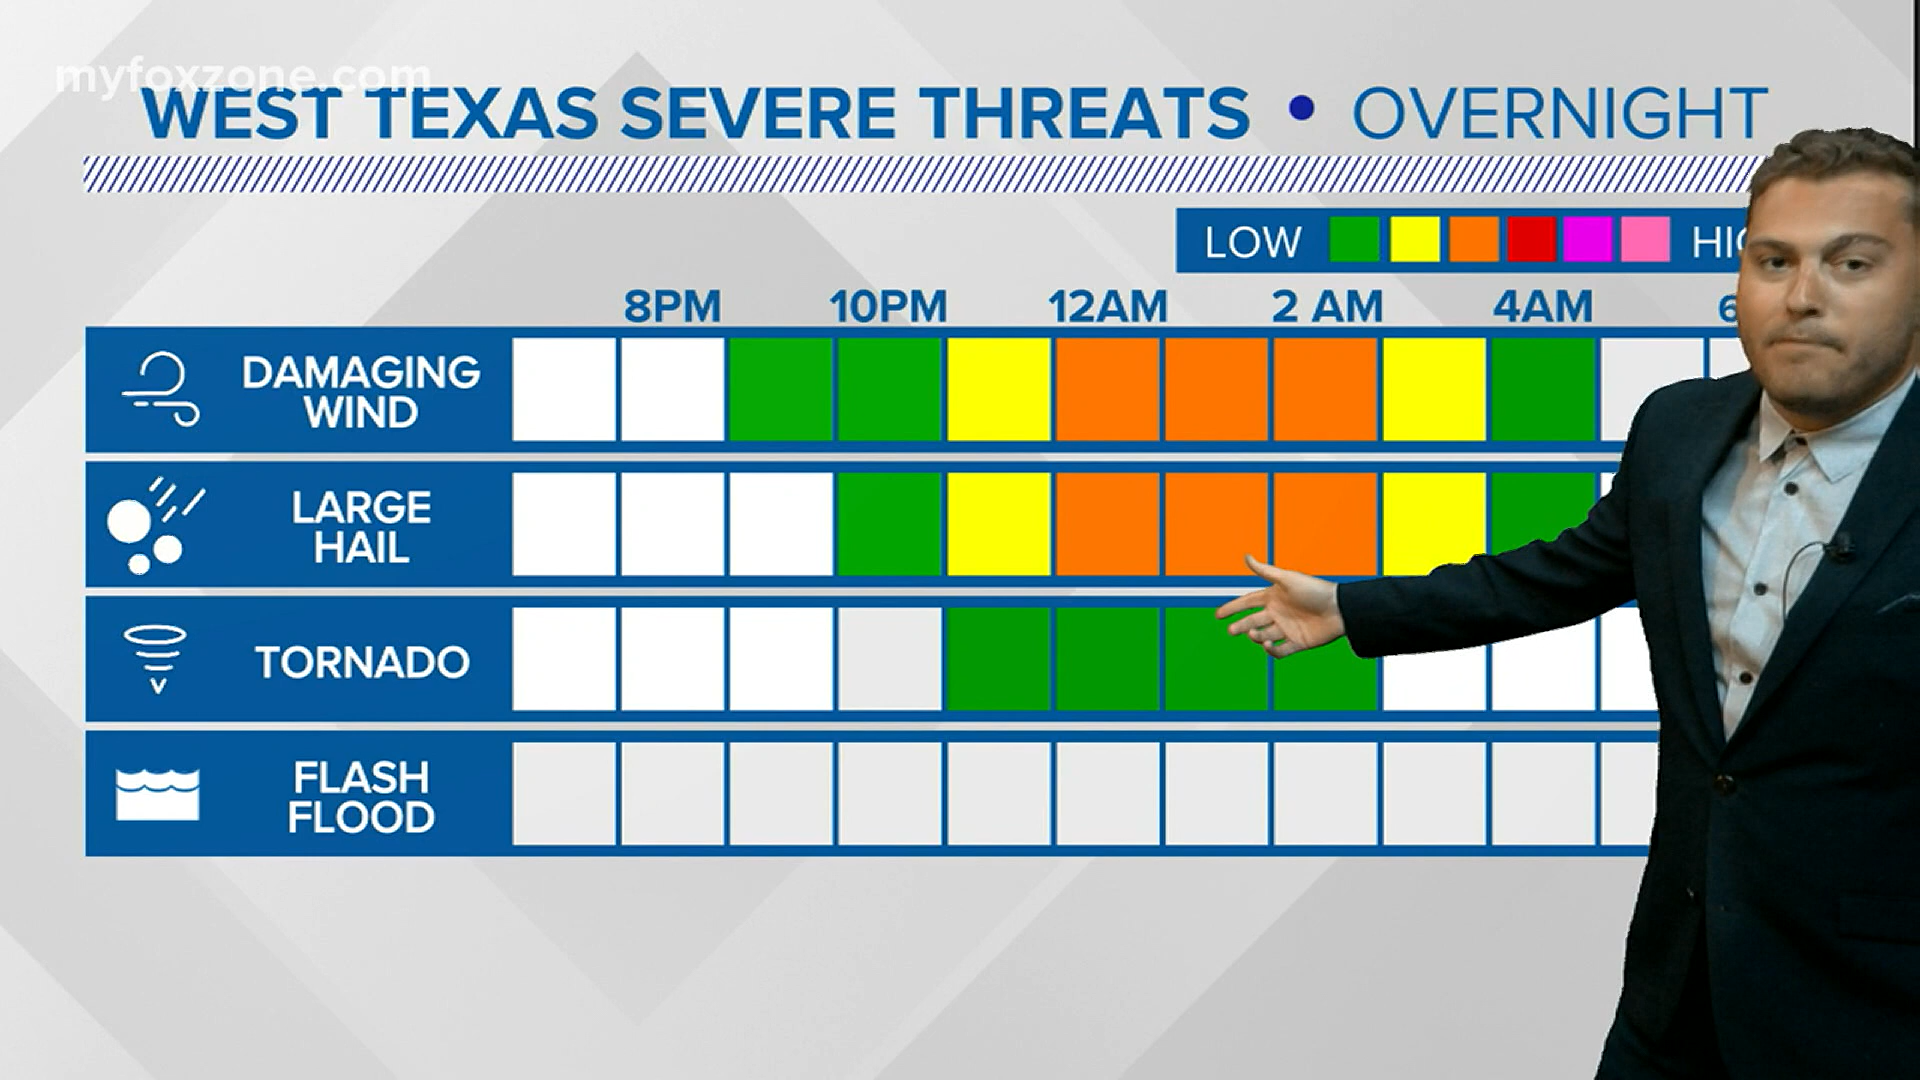 myfoxzone.com
WEST TEXAS SEVERE THREATS • OVERNIGHT
LOW
8PM 10PM 12AM 2 AM 4AM
DAMAGING
WIND
LARGE
HAIL
TORNADO
FLASH
FLOOD